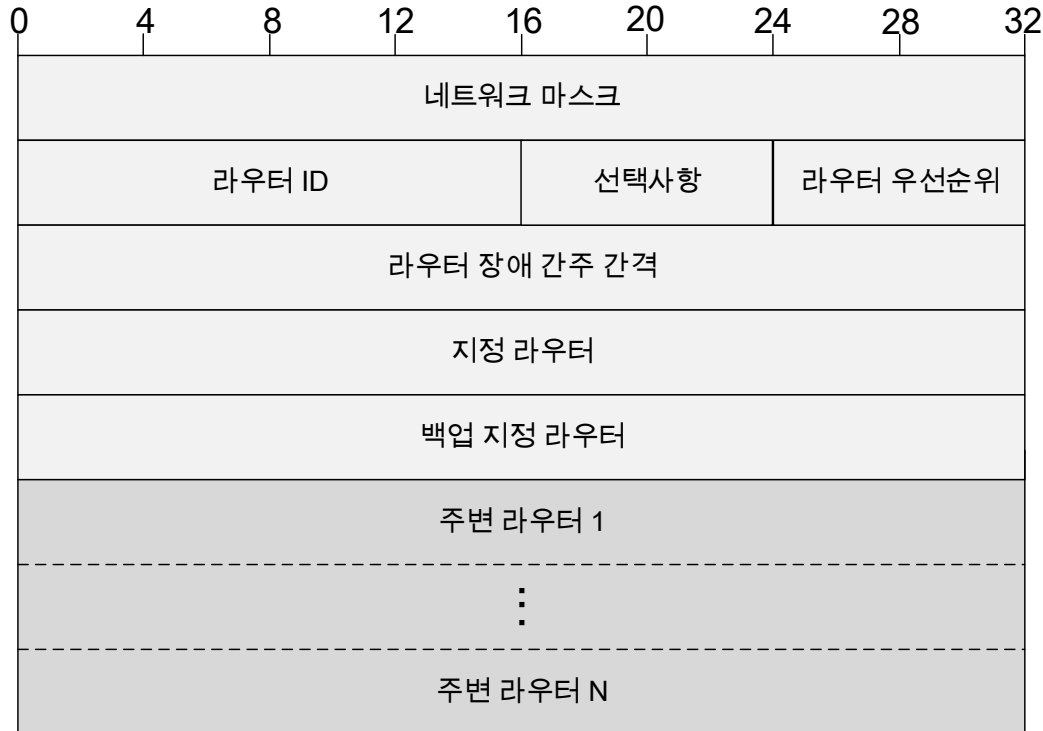 0 4 8 12 16 20 24 28 32
네트워크 마스크
라우터 ID 선택사항 라우터 우선순위
라우터 장애 간주 간격
지정 라우터
백업 지정 라우터
주변 라우터 1
⋮
주변 라우터 N